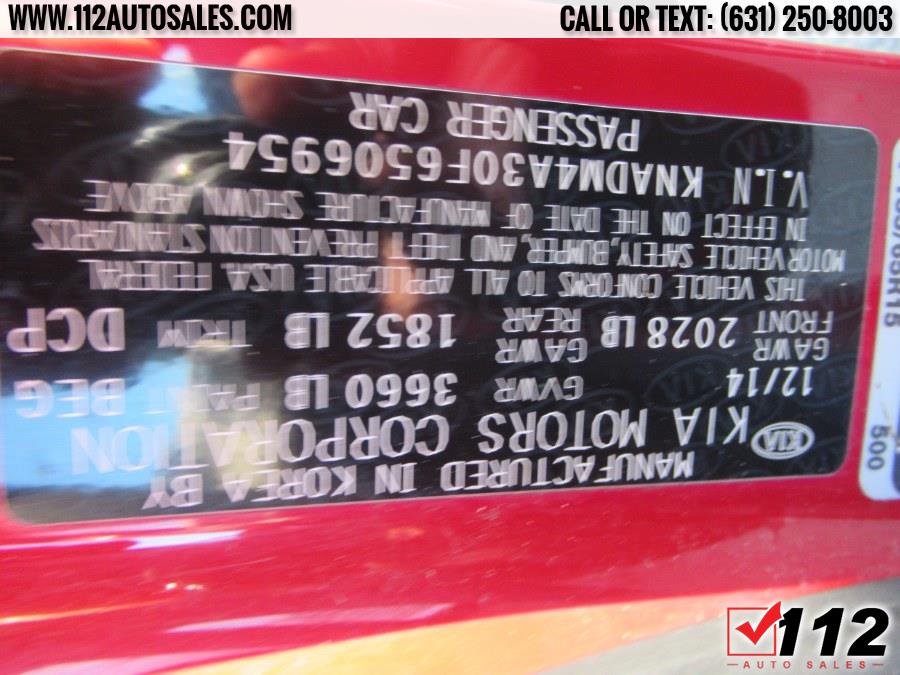 WWW.112AUTOSALES.COM
CALL OR TEXT: (631) 250-8003
MANUFACTURED IN KOREA BY
KIA KIA MOTORS CORPORATION
12/14 GVWR 3660 LB PAINT BEG
GAWR FRONT 2028 LB GAWR REAR 1852 LB TRIM DCP
THIS VEHICLE CONFORMS TO ALL APPLICABLE U.S.A. FEDERAL
MOTOR VEHICLE SAFETY, BUMPER, AND THEFT PREVENTION STANDARDS
IN EFFECT ON THE DATE OF MANUFACTURE SHOWN ABOVE
V.I.N KNADM4A30F6506954
PASSENGER CAR
500
112
AUTO SALES